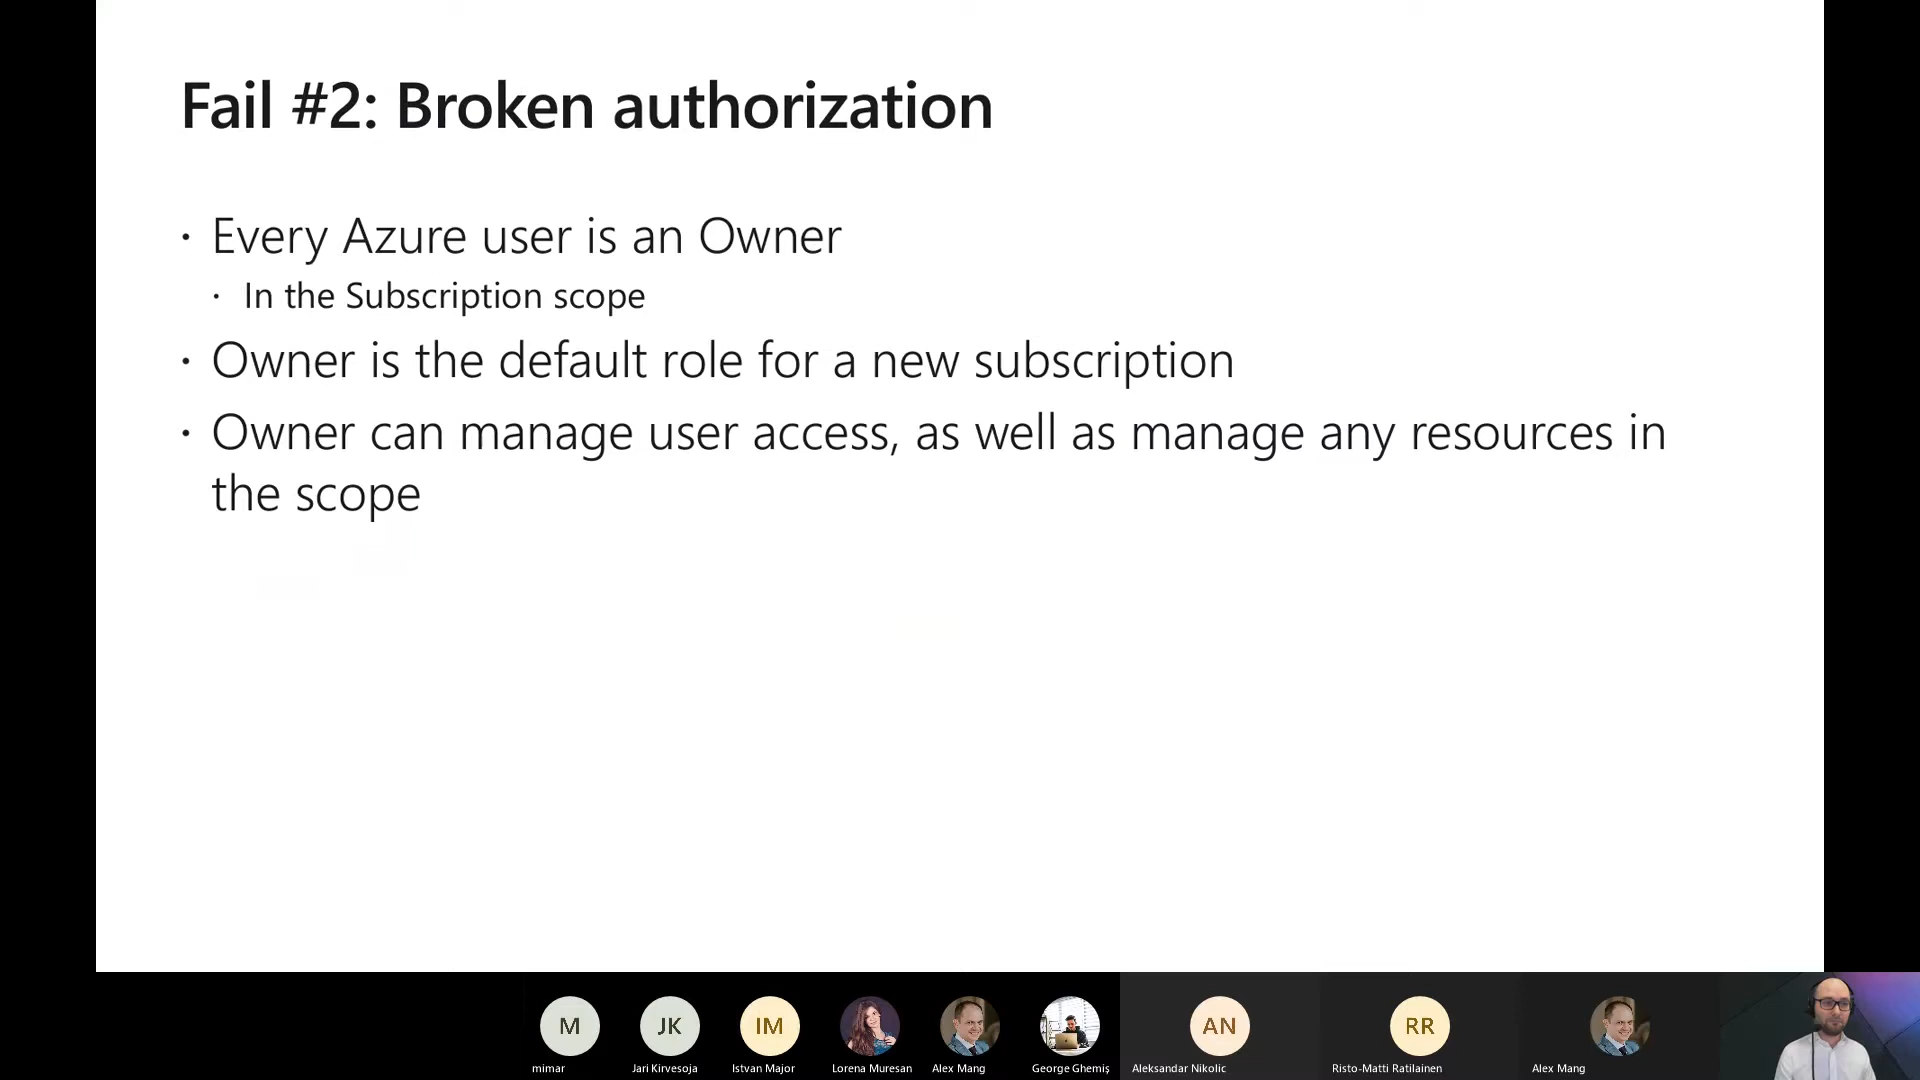 Fail #2: Broken authorization
· Every Azure user is an Owner
· In the Subscription scope
· Owner is the default role for a new subscription
· Owner can manage user access, as well as manage any resources in
the scope
M JK IM AN RR
mimar Jari Kirvesoja Istvan Major Lorena Muresan Alex Mang George Ghemiș Aleksandar Nikolic Risto-Matti Ratilainen Alex Mang